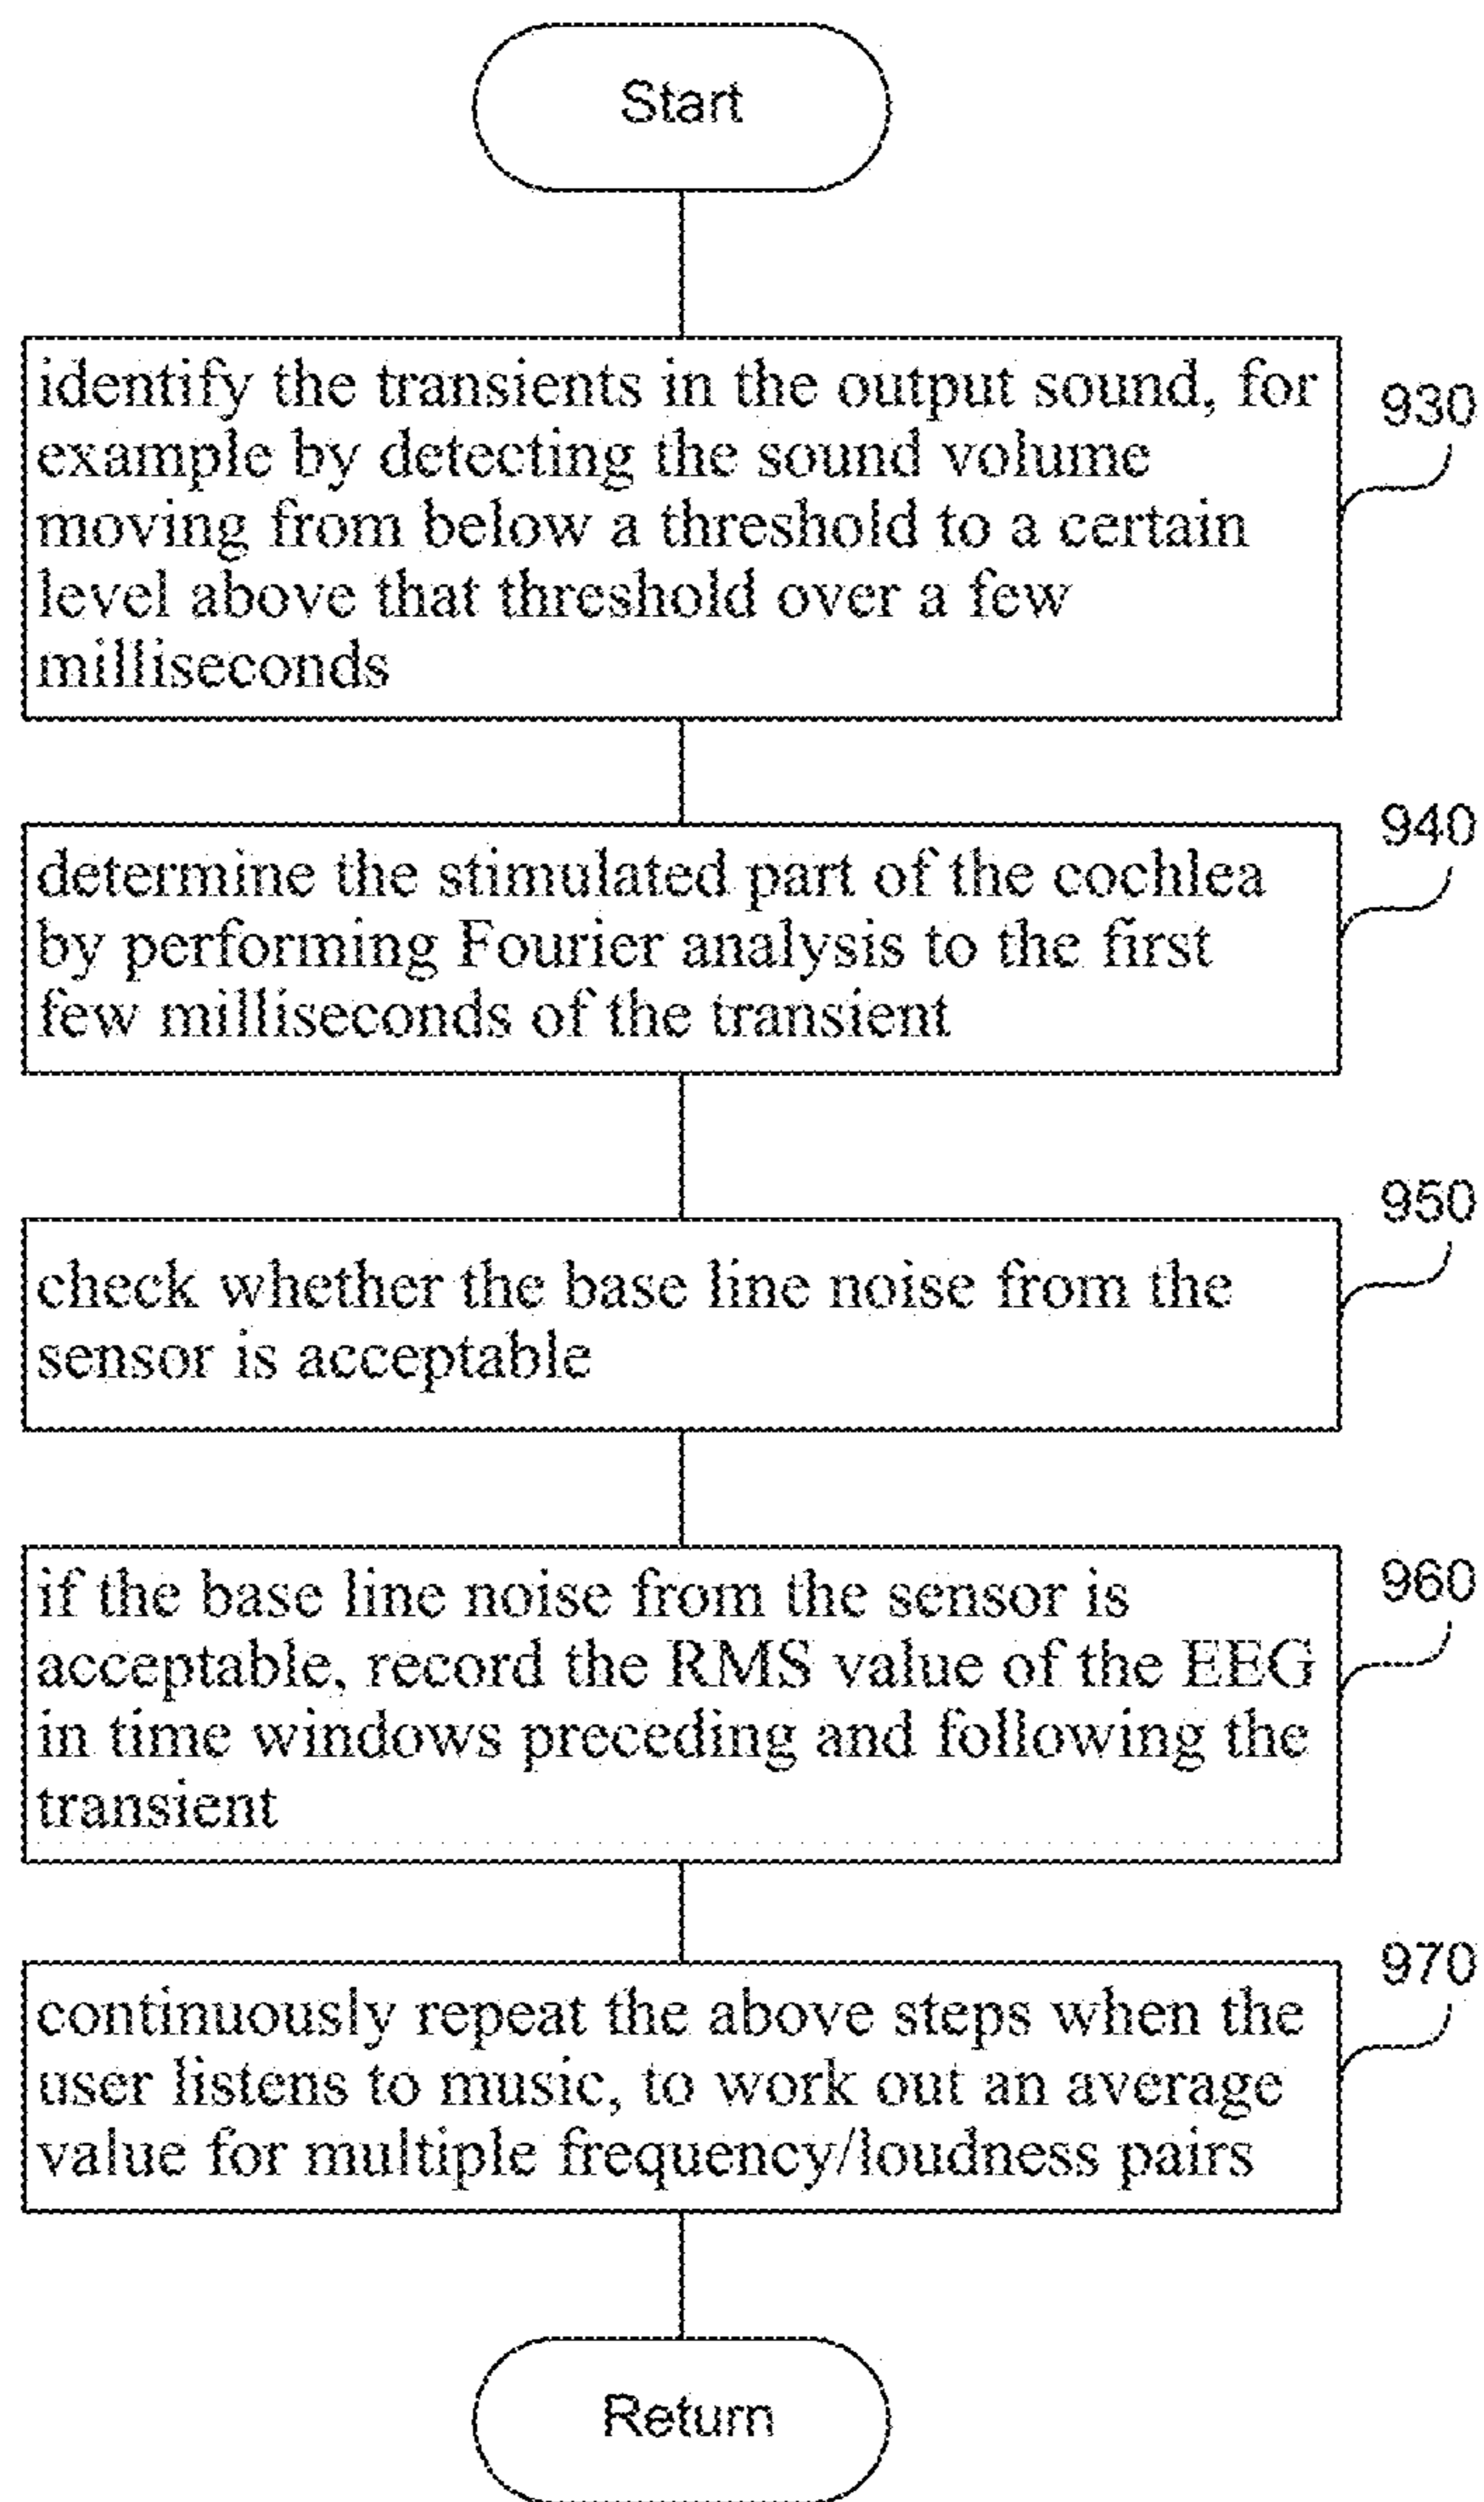 Start
identify the transients in the output sound, for
example by detecting the sound volume
moving from below a threshold to a certain
level above that threshold over a few
milliseconds
930
determine the stimulated part of the cochlea
by performing Fourier analysis to the first
few milliseconds of the transient
940
check whether the base line noise from the
sensor is acceptable
950
if the base line noise from the sensor is
acceptable, record the RMS value of the EEG
in time windows preceding and following the
transient
960
continuously repeat the above steps when the
user listens to music, to work out an average
value for multiple frequency/loudness pairs
970
Return